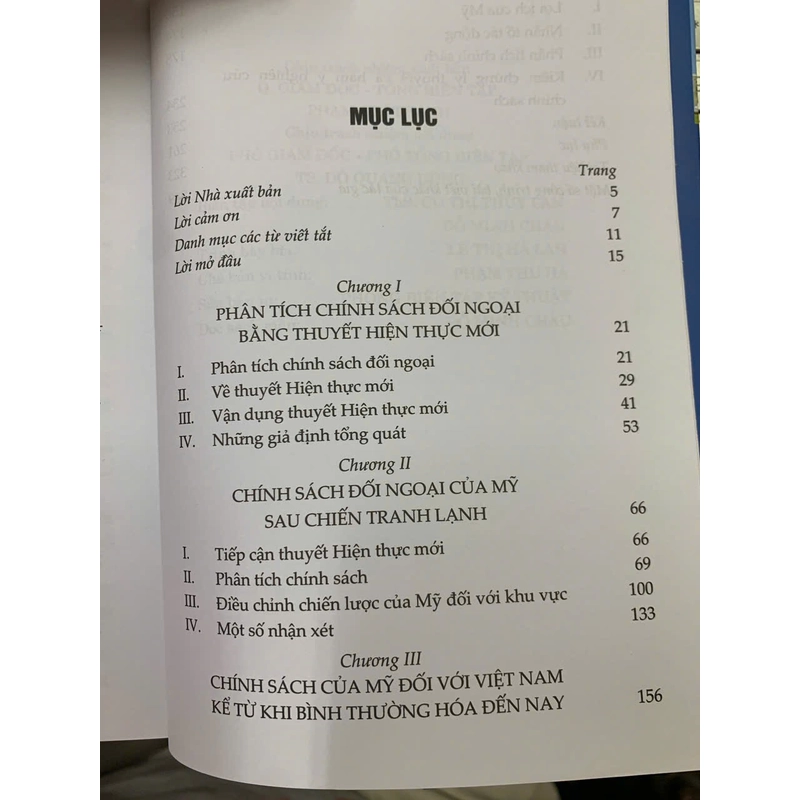 MỤC LỤC
Trang
Lời Nhà xuất bản 5
Lời cảm ơn 7
Danh mục các từ viết tắt 11
Lời mở đầu 15
Chương I
PHÂN TÍCH CHÍNH SÁCH ĐỐI NGOẠI
BẰNG THUYẾT HIỆN THỰC MỚI 21
I. Phân tích chính sách đối ngoại 21
II. Về thuyết Hiện thực mới 29
III. Vận dụng thuyết Hiện thực mới 41
IV. Những giả định tổng quát 53
Chương II
CHÍNH SÁCH ĐỐI NGOẠI CỦA MỸ
SAU CHIẾN TRANH LẠNH 66
I. Tiếp cận thuyết Hiện thực mới 66
II. Phân tích chính sách 69
III. Điều chỉnh chiến lược của Mỹ đối với khu vực 100
IV. Một số nhận xét 133
Chương III
CHÍNH SÁCH CỦA MỸ ĐỐI VỚI VIỆT NAM
KỂ TỪ KHI BÌNH THƯỜNG HÓA ĐẾN NAY 156